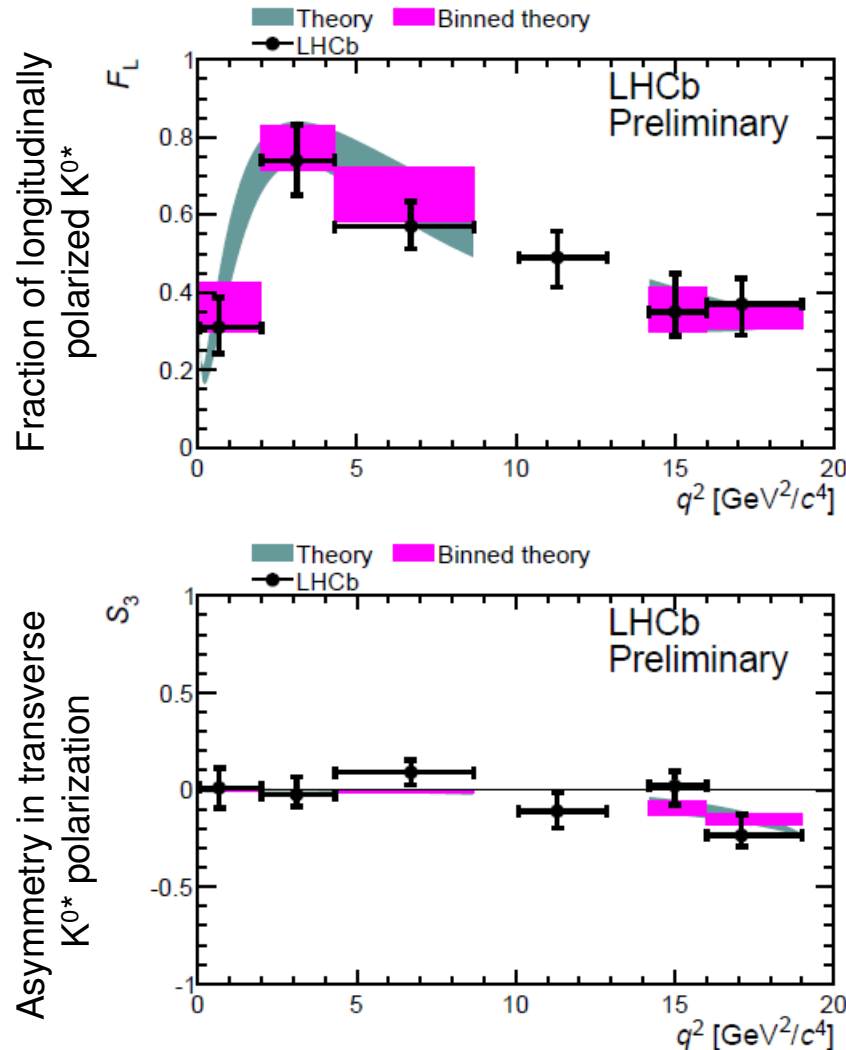 Theory Binned theory
LHCb
Fraction of longitudinally
polarized K⁰*
F_L
LHCb
Preliminary
1
0.8
0.6
0.4
0.2
0
0 5 10 15 20
q² [GeV²/c⁴]
Theory Binned theory
LHCb
Asymmetry in transverse
K⁰* polarization
S₃
LHCb
Preliminary
1
0.5
0
-0.5
-1
0 5 10 15 20
q² [GeV²/c⁴]